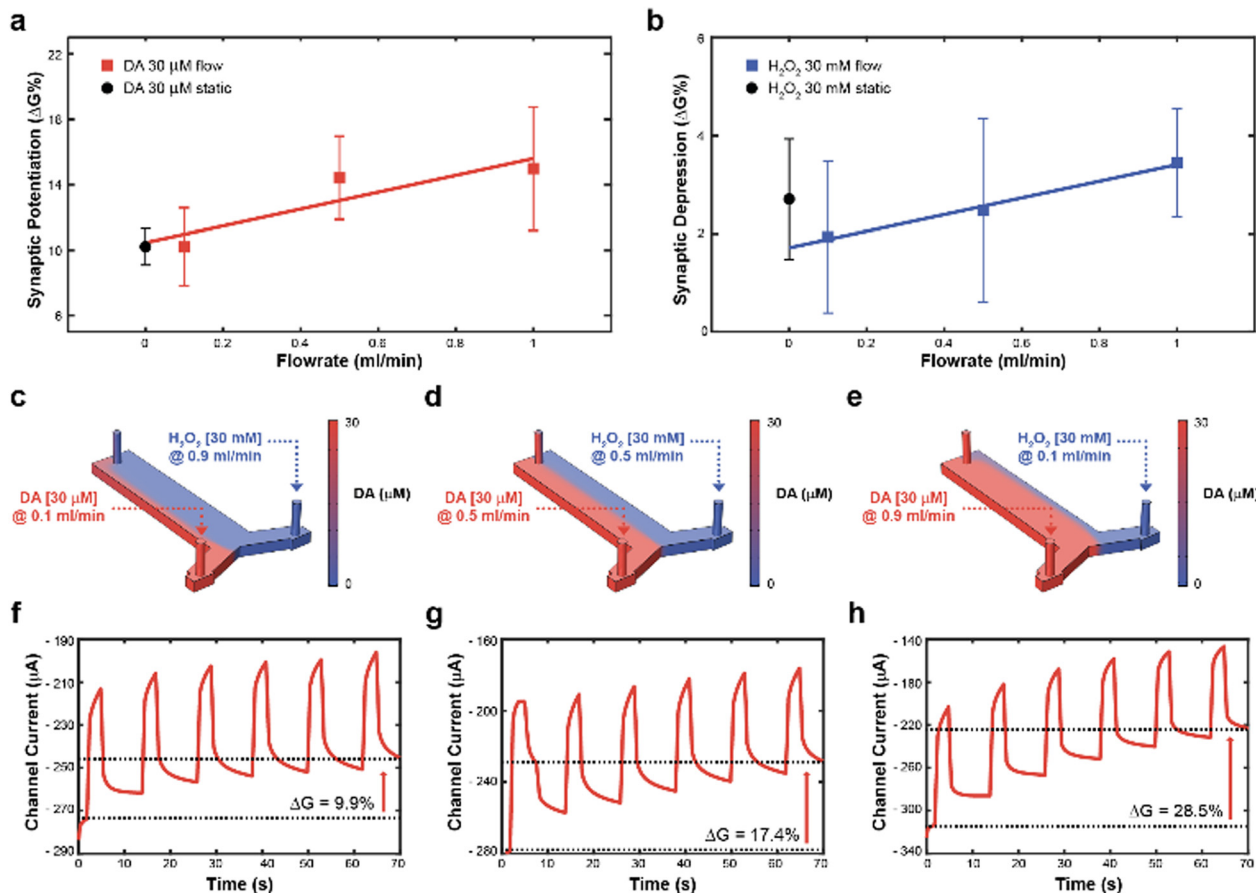 a
Synaptic Potentiation (ΔG%)
22
18
14
10
6
DA 30 μM flow
DA 30 μM static
0
0.2
0.4
0.6
0.8
1
Flowrate (ml/min)
b
Synaptic Depression (ΔG%)
6
4
2
0
H₂O₂ 30 mM flow
H₂O₂ 30 mM static
0
0.2
0.4
0.6
0.8
1
Flowrate (ml/min)
c
H₂O₂ [30 mM]
@ 0.9 ml/min
DA [30 μM]
@ 0.1 ml/min
30
DA (μM)
0
d
H₂O₂ [30 mM]
@ 0.5 ml/min
DA [30 μM]
@ 0.5 ml/min
30
DA (μM)
0
e
H₂O₂ [30 mM]
@ 0.1 ml/min
DA [30 μM]
@ 0.9 ml/min
30
DA (μM)
0
f
Channel Current (μA)
- 190
- 210
- 230
- 250
- 270
- 290
ΔG = 9.9%
0
10
20
30
40
50
60
70
Time (s)
g
Channel Current (μA)
- 160
- 200
- 240
- 280
ΔG = 17.4%
0
10
20
30
40
50
60
70
Time (s)
h
Channel Current (μA)
- 140
- 180
- 220
- 260
- 300
- 340
ΔG = 28.5%
0
10
20
30
40
50
60
70
Time (s)